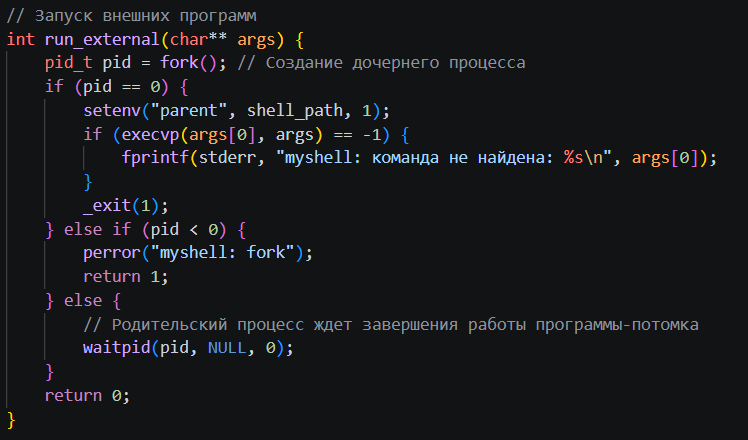 // Запуск внешних программ
int run_external(char** args) {
    pid_t pid = fork(); // Создание дочернего процесса
    if (pid == 0) {
        setenv("parent", shell_path, 1);
        if (execvp(args[0], args) == -1) {
            fprintf(stderr, "myshell: команда не найдена: %s\n", args[0]);
        }
        _exit(1);
    } else if (pid < 0) {
        perror("myshell: fork");
        return 1;
    } else {
        // Родительский процесс ждет завершения работы программы-потомка
        waitpid(pid, NULL, 0);
    }
    return 0;
}